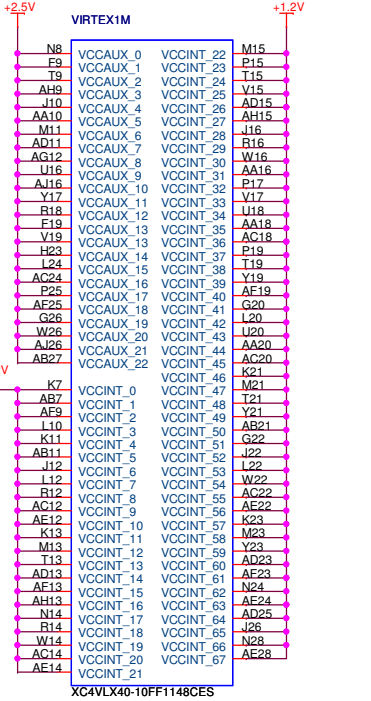 +2.5V +1.2V
VIRTEX1M
N8 VCCAUX_0 VCCINT_22 M15
F9 VCCAUX_1 VCCINT_23 P15
T9 VCCAUX_2 VCCINT_24 T15
AH9 VCCAUX_3 VCCINT_25 V15
J10 VCCAUX_4 VCCINT_26 AD15
AA10 VCCAUX_5 VCCINT_27 AH15
M11 VCCAUX_6 VCCINT_28 J16
AD11 VCCAUX_7 VCCINT_29 R16
AG12 VCCAUX_8 VCCINT_30 W16
U16 VCCAUX_9 VCCINT_31 AA16
AJ16 VCCAUX_10 VCCINT_32 P17
Y17 VCCAUX_11 VCCINT_33 V17
R18 VCCAUX_12 VCCINT_34 U18
F19 VCCAUX_13 VCCINT_35 AA18
V19 VCCAUX_13 VCCINT_36 AC18
H23 VCCAUX_14 VCCINT_37 P19
L24 VCCAUX_15 VCCINT_38 T19
AC24 VCCAUX_16 VCCINT_39 Y19
P25 VCCAUX_17 VCCINT_40 AF19
AF25 VCCAUX_18 VCCINT_41 G20
G26 VCCAUX_19 VCCINT_42 L20
W26 VCCAUX_20 VCCINT_43 U20
AJ26 VCCAUX_21 VCCINT_44 AA20
AB27 VCCAUX_22 VCCINT_45 AC20
V VCCINT_46 K21
K7 VCCINT_0 VCCINT_47 M21
AB7 VCCINT_1 VCCINT_48 T21
AF9 VCCINT_2 VCCINT_49 Y21
L10 VCCINT_3 VCCINT_50 AB21
K11 VCCINT_4 VCCINT_51 G22
AB11 VCCINT_5 VCCINT_52 J22
J12 VCCINT_6 VCCINT_53 L22
L12 VCCINT_7 VCCINT_54 W22
R12 VCCINT_8 VCCINT_55 AC22
AC12 VCCINT_9 VCCINT_56 AE22
AE12 VCCINT_10 VCCINT_57 K23
K13 VCCINT_11 VCCINT_58 M23
M13 VCCINT_12 VCCINT_59 Y23
T13 VCCINT_13 VCCINT_60 AD23
AD13 VCCINT_14 VCCINT_61 AF23
AF13 VCCINT_15 VCCINT_62 N24
AH13 VCCINT_16 VCCINT_63 AE24
N14 VCCINT_17 VCCINT_64 AD25
R14 VCCINT_18 VCCINT_65 J26
W14 VCCINT_19 VCCINT_66 N28
AC14 VCCINT_20 VCCINT_67 AE28
AE14 VCCINT_21
XC4VLX40-10FF1148CES